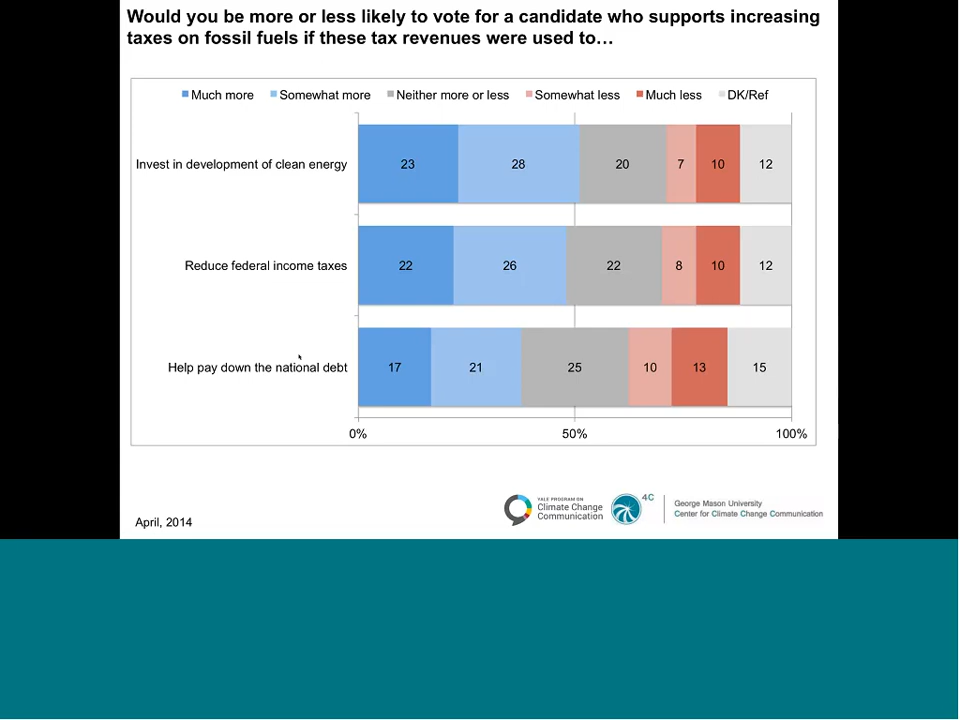 Would you be more or less likely to vote for a candidate who supports increasing
taxes on fossil fuels if these tax revenues were used to…
Much more Somewhat more Neither more or less Somewhat less Much less DK/Ref
Invest in development of clean energy 23 28 20 7 10 12
Reduce federal income taxes 22 26 22 8 10 12
Help pay down the national debt 17 21 25 10 13 15
0% 50% 100%
YALE PROGRAM ON
Climate Change
Communication
4C
George Mason University
Center for Climate Change Communication
April, 2014